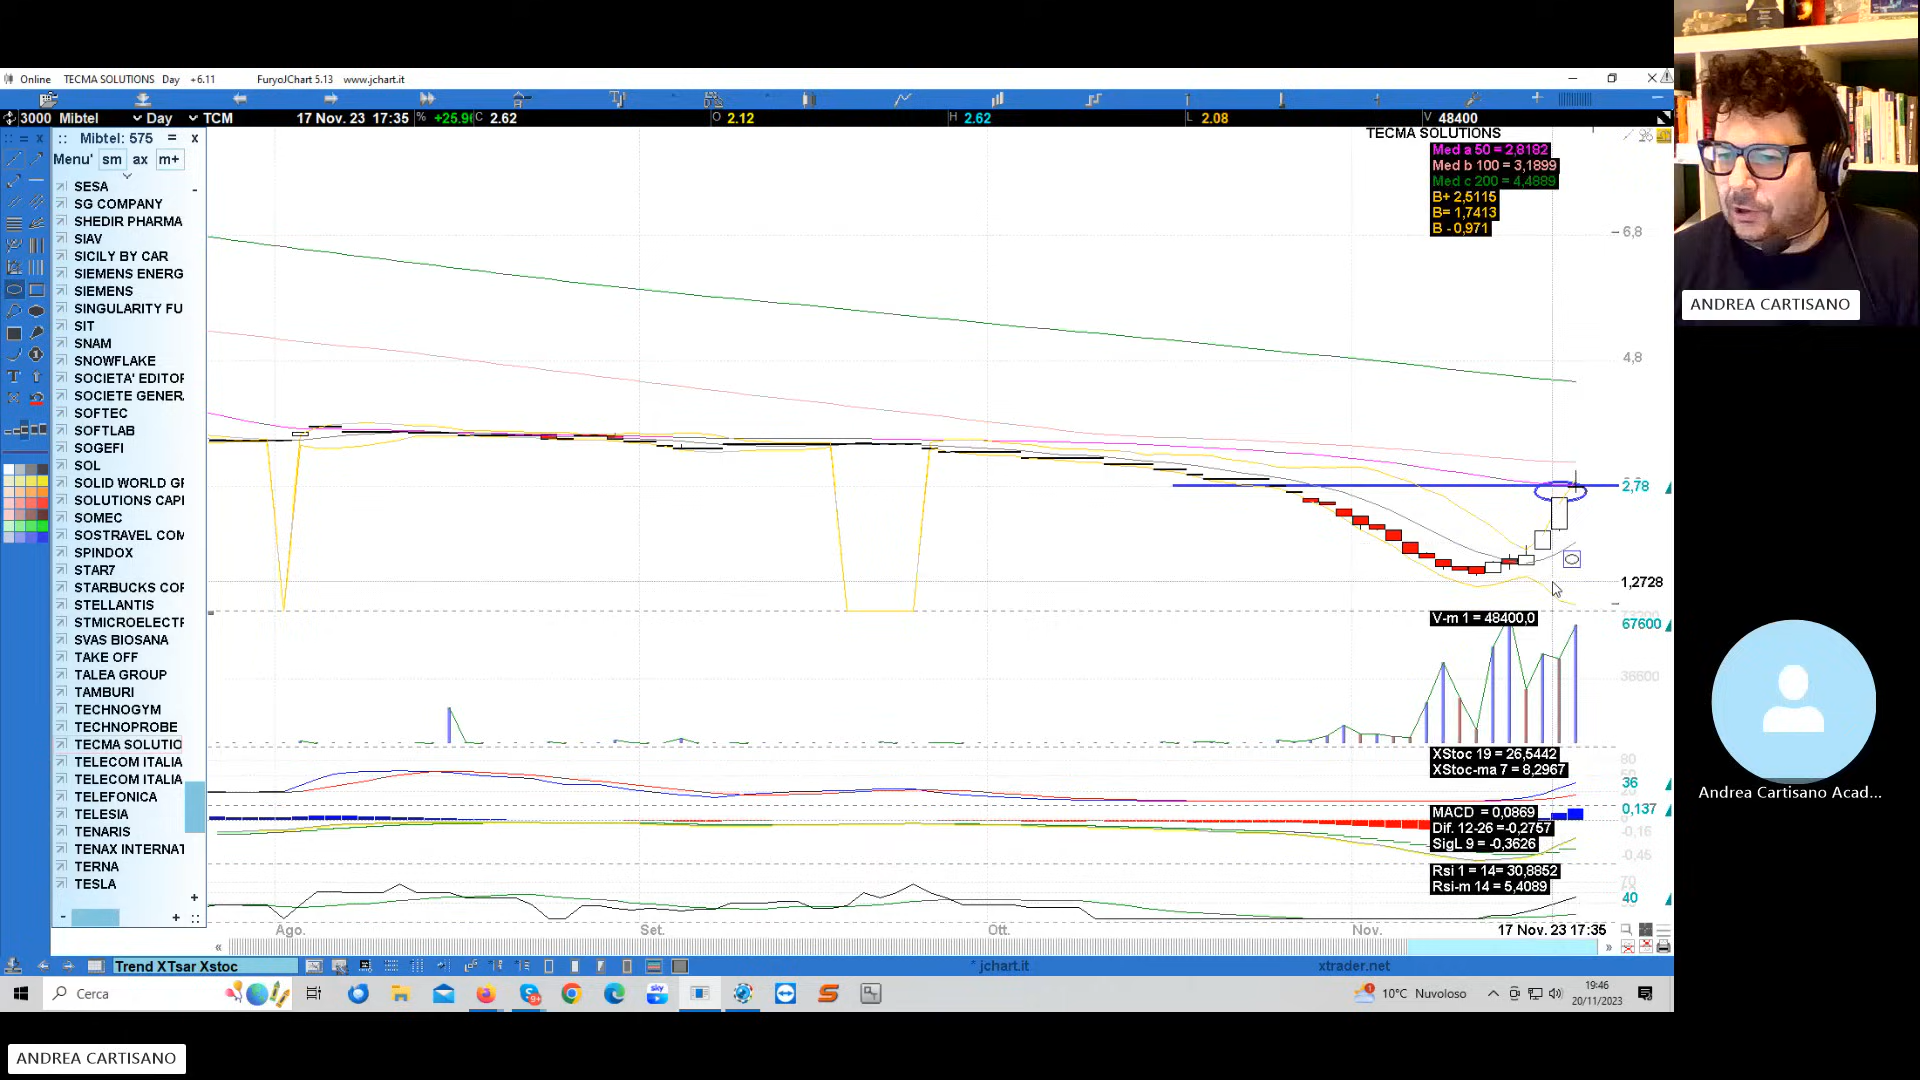 Online TECMA SOLUTIONS Day +6.11 FuryoJChart 5.13 www.jchart.it
3000 Mibtel Day TCM 17 Nov. 23 17:35 % +25.9 C 2.62 O 2.12 H 2.62 L 2.08 V 48400
Mibtel: 575 = x
Menu' sm ax m+
SESA
SG COMPANY
SHEDIR PHARMA
SIAV
SICILY BY CAR
SIEMENS ENERG
SIEMENS
SINGULARITY FU
SIT
SNAM
SNOWFLAKE
SOCIETA' EDITOR
SOCIETE GENER
SOFTEC
SOFTLAB
SOGEFI
SOL
SOLID WORLD GF
SOLUTIONS CAPI
SOMEC
SOSTRAVEL COM
SPINDOX
STAR7
STARBUCKS COF
STELLANTIS
STMICROELECTF
SVAS BIOSANA
TAKE OFF
TALEA GROUP
TAMBURI
TECHNOGYM
TECHNOPROBE
TECMA SOLUTIO
TELECOM ITALIA
TELECOM ITALIA
TELEFONICA
TELESIA
TENARIS
TENAX INTERNAT
TERNA
TESLA
TECMA SOLUTIONS
Med a 50 = 2,8182
Med b 100 = 3,1899
Med c 200 = 4,4889
B+ 2,5115
B= 1,7413
B - 0,971
6,8
4,8
2,78
1,2728
V-m 1 = 48400,0
67600
36600
XStoc 19 = 26,5442
XStoc-ma 7 = 8,2967
80
36
MACD = 0,0869
Dif. 12-26 =-0,2757
SigL 9 = -0,3626
0,137
-0,16
-0,45
Rsi 1 = 14= 30,8852
Rsi-m 14 = 5,4089
70
40
Ago. Set. Ott. Nov. 17 Nov. 23 17:35
Trend XTsar Xstoc
* jchart.it
xtrader.net
Cerca
sky
10°C Nuvoloso
19:46
20/11/2023
ANDREA CARTISANO
Andrea Cartisano Acad...
ANDREA CARTISANO